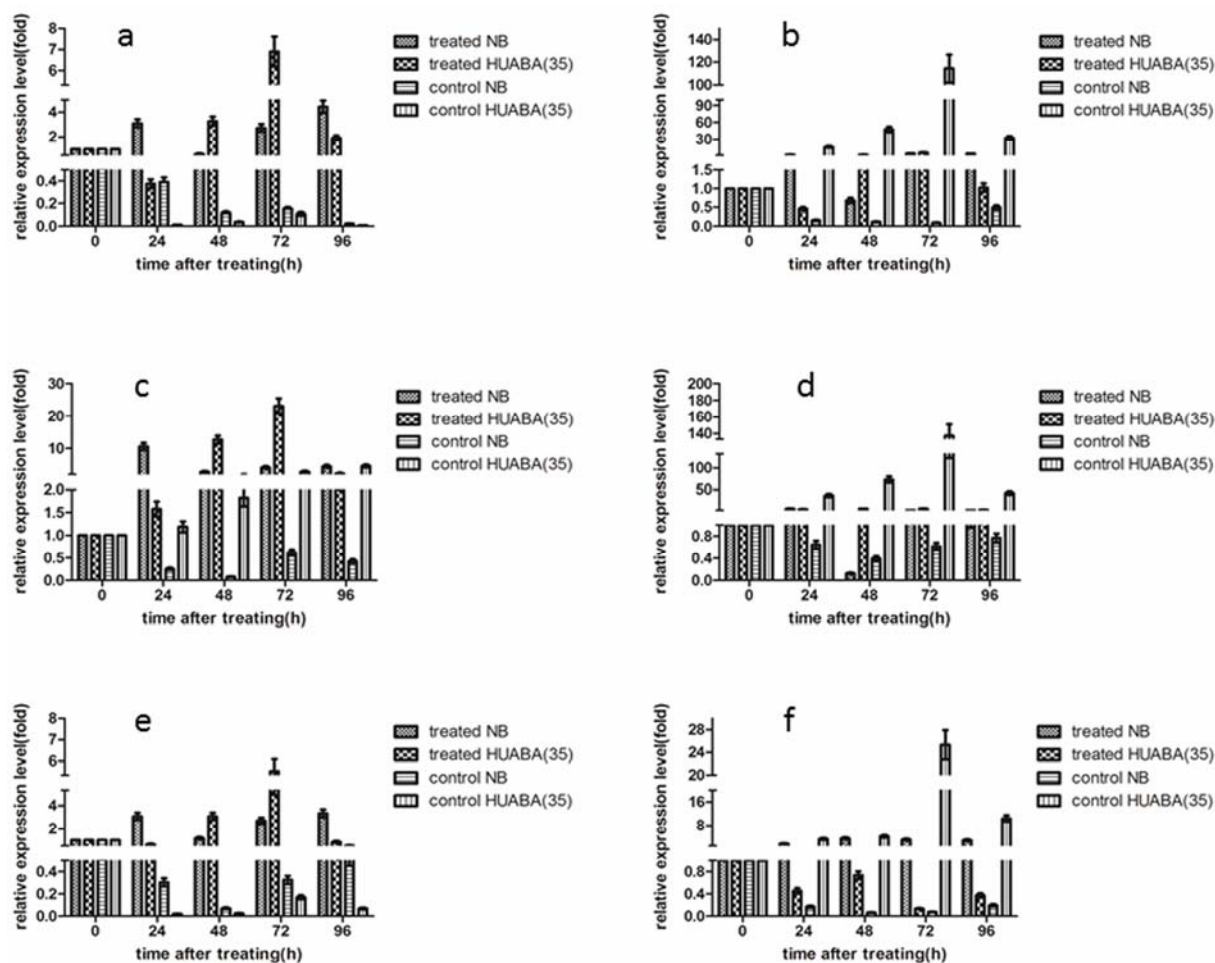 a
relative expression level(fold)
8
7
6
4
2
0.4
0.2
0.0
0 24 48 72 96
time after treating(h)
treated NB
treated HUABA(35)
control NB
control HUABA(35)
b
relative expression level(fold)
140
120
100
90
60
30
1.5
1.0
0.5
0.0
0 24 48 72 96
time after treating(h)
treated NB
treated HUABA(35)
control NB
control HUABA(35)
c
relative expression level(fold)
30
20
10
2.0
1.5
1.0
0.5
0.0
0 24 48 72 96
time after treating(h)
treated NB
treated HUABA(35)
control NB
control HUABA(35)
d
relative expression level(fold)
200
180
160
140
100
50
0.8
0.4
0.0
0 24 48 72 96
time after treating(h)
treated NB
treated HUABA(35)
control NB
control HUABA(35)
e
relative expression level(fold)
8
7
6
4
2
0.4
0.2
0.0
0 24 48 72 96
time after treating(h)
treated NB
treated HUABA(35)
control NB
control HUABA(35)
f
relative expression level(fold)
28
24
20
16
8
0.8
0.4
0.0
0 24 48 72 96
time after treating(h)
treated NB
treated HUABA(35)
control NB
control HUABA(35)